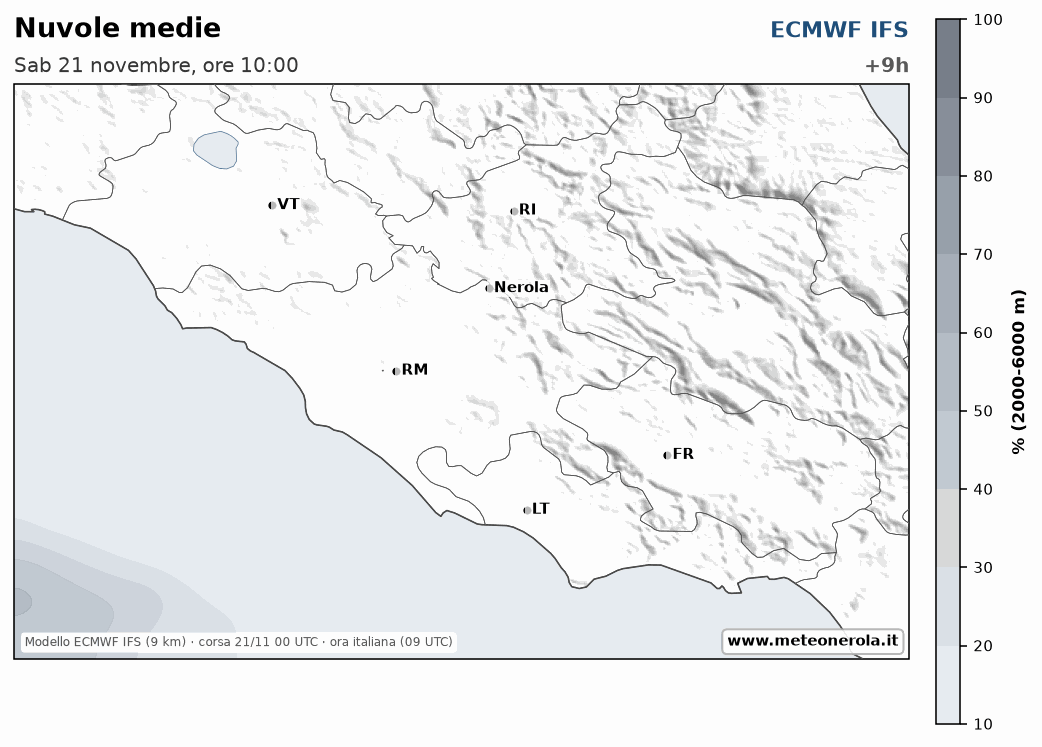 Nuvole medie
ECMWF IFS
Sab 21 novembre, ore 10:00
+9h
100
90
80
70
60
50
40
30
20
10
% (2000-6000 m)
VT
RI
Nerola
RM
FR
LT
Modello ECMWF IFS (9 km) · corsa 21/11 00 UTC · ora italiana (09 UTC)
www.meteonerola.it